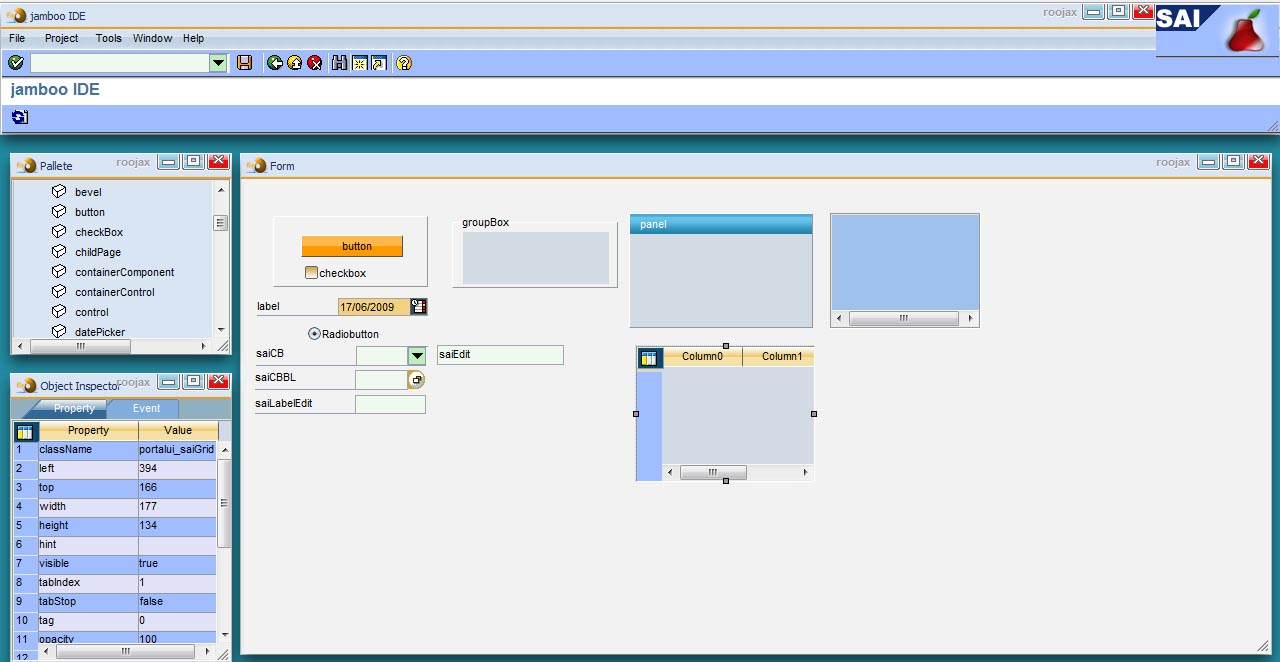 jamboo IDE
roojax
SAI
File Project Tools Window Help
jamboo IDE
Pallete
roojax
bevel
button
checkBox
childPage
containerComponent
containerControl
control
datePicker
Object Inspector
roojax
Property Event
Property Value
1 className portalui_saiGrid
2 left 394
3 top 166
4 width 177
5 height 134
6 hint
7 visible true
8 tabIndex 1
9 tabStop false
10 tag 0
11 opacity 100
12
Form
roojax
button
checkbox
groupBox
panel
label 17/06/2009
Radiobutton
saiCB
saiEdit
saiCBBL
saiLabelEdit
Column0 Column1